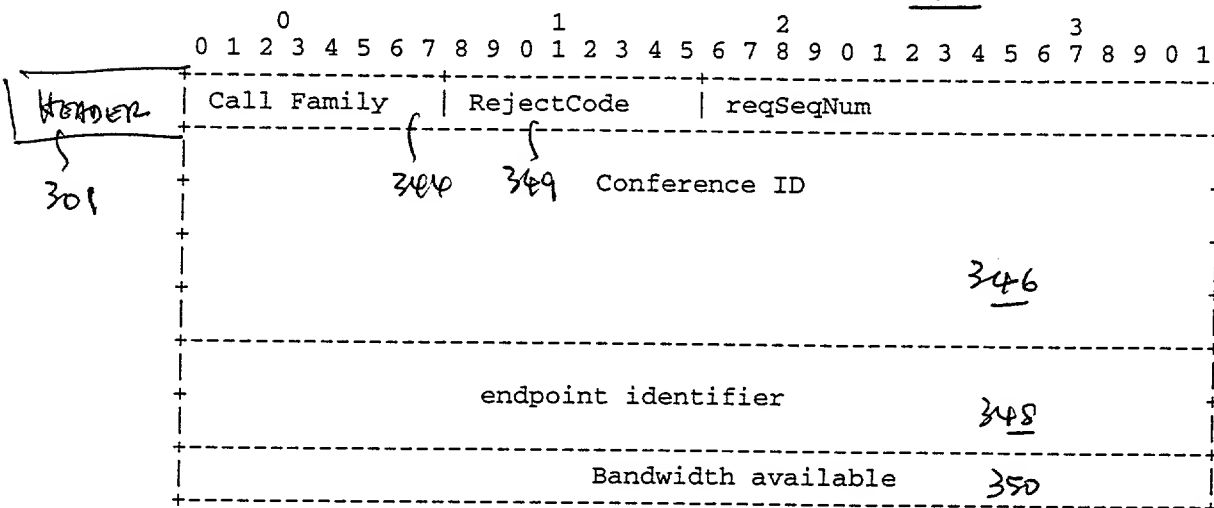 0 1 2 3
0 1 2 3 4 5 6 7 8 9 0 1 2 3 4 5 6 7 8 9 0 1 2 3 4 5 6 7 8 9 0 1
HEADER | Call Family | RejectCode | reqSeqNum
301 344 349 Conference ID
346
endpoint identifier
348
Bandwidth available 350